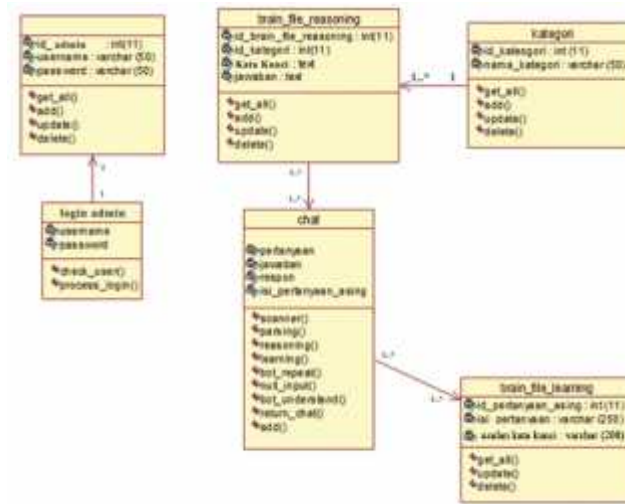 id_admin : int(11)
username : varchar (50)
password : varchar (50)
get_all()
add()
update()
delete()
1
1
login admin
username
password
check_user()
process_login()
brain_file_reasoning
id_brain_file_reasoning : int(11)
id_kategori : int(11)
Kata Kunci : text
jawaban : text
get_all()
add()
update()
delete()
1..* 1
kategori
id_kategori : int (11)
nama_kategori : varchar (50)
get_all()
add()
update()
delete()
1..*
1..*
chat
pertanyaan
jawaban
respon
isi_pertanyaan_asing
scanner()
parsing()
reasoning()
learning()
bot_repeat()
null_input()
bot_understand()
return_chat()
add()
1..*
1..*
brain_file_learning
id_pertanyaan_asing : int (11)
isi_pertanyaan : varchar (250)
usulan kata kunci : varchar (200)
get_all()
update()
delete()